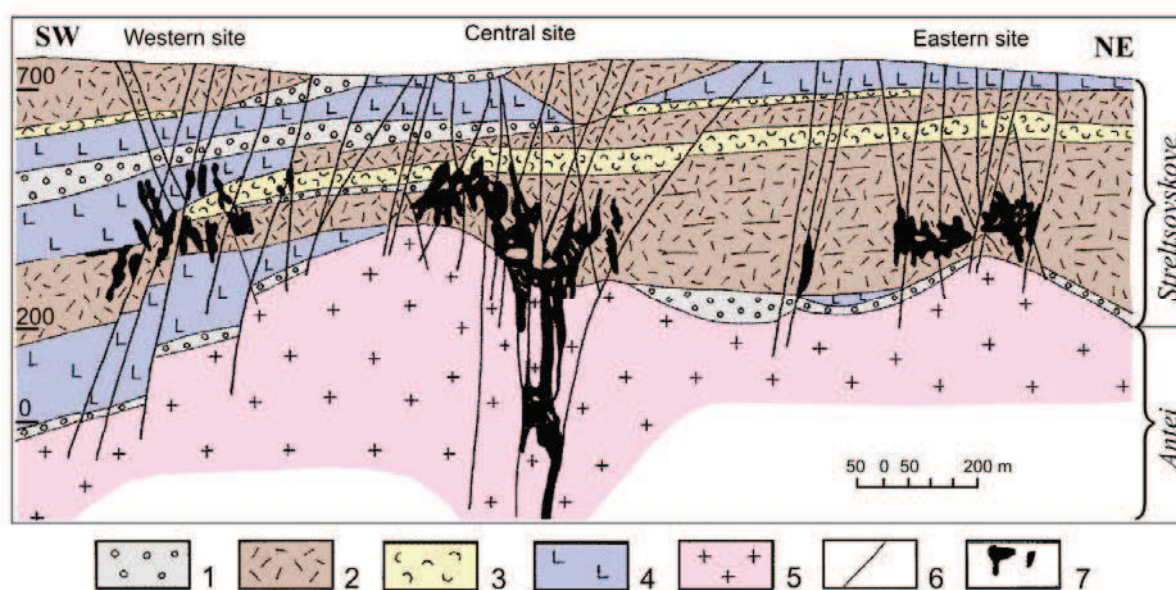 SW Western site Central site Eastern site NE
700
200
0
Streltsovskoye
Antei
50 0 50 200 m
1 2 3 4 5 6 7